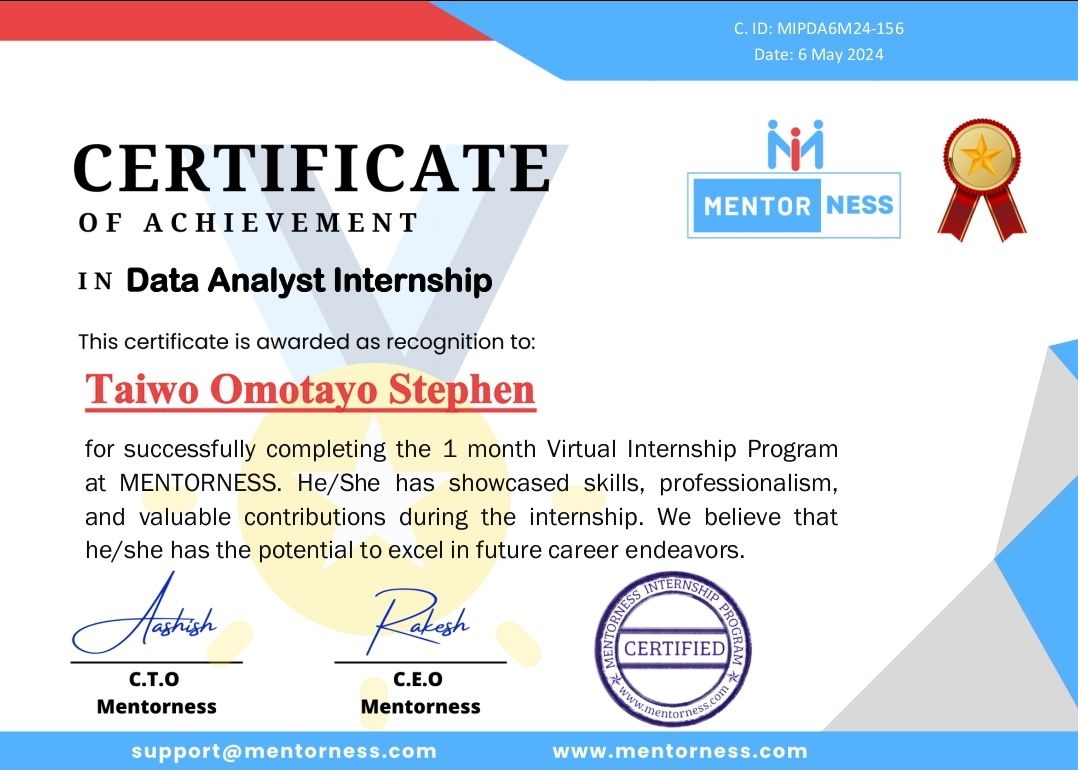 C. ID: MIPDA6M24-156
Date: 6 May 2024
MENTORNESS
CERTIFICATE
OF ACHIEVEMENT
IN Data Analyst Internship
This certificate is awarded as recognition to:
Taiwo Omotayo Stephen
for successfully completing the 1 month Virtual Internship Program
at MENTORNESS. He/She has showcased skills, professionalism,
and valuable contributions during the internship. We believe that
he/she has the potential to excel in future career endeavors.
Aashish
Rakesh
C.T.O
Mentorness
C.E.O
Mentorness
MENTORNESS INTERNSHIP PROGRAM
CERTIFIED
www.mentorness.com
support@mentorness.com
www.mentorness.com